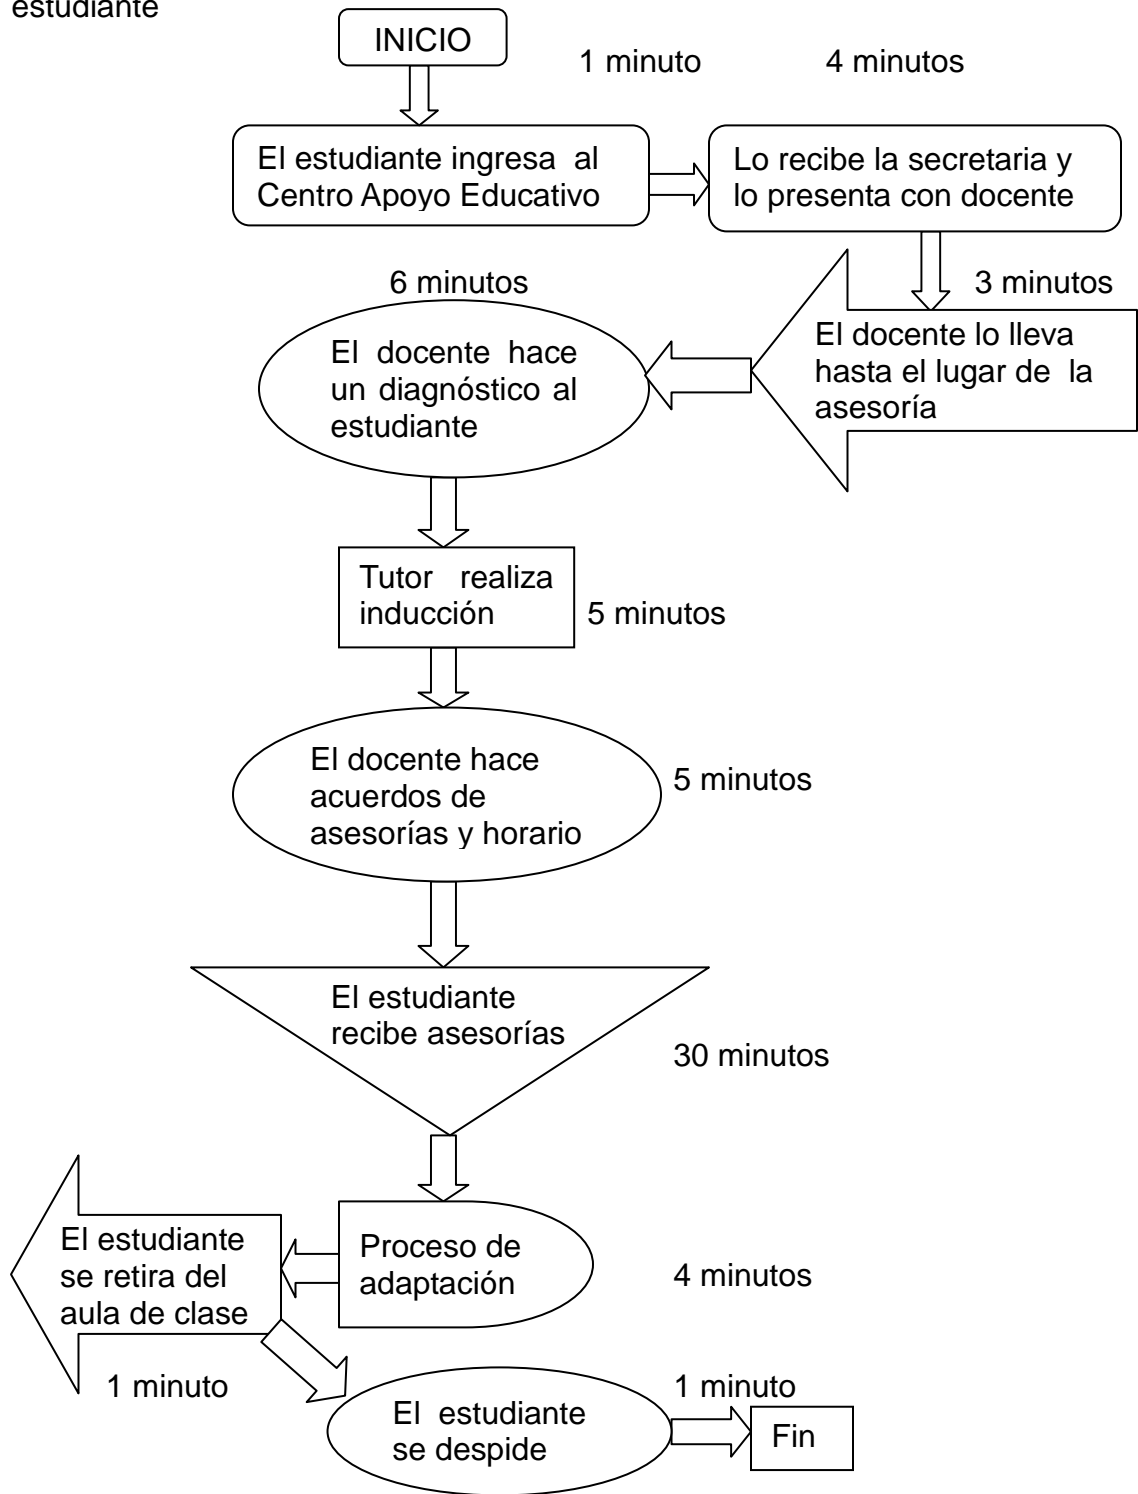 estudiante
INICIO
1 minuto
4 minutos
El estudiante ingresa al
Centro Apoyo Educativo
Lo recibe la secretaria y
lo presenta con docente
6 minutos
3 minutos
El docente lo lleva
hasta el lugar de la
asesoría
El docente hace
un diagnóstico al
estudiante
Tutor realiza
inducción
5 minutos
El docente hace
acuerdos de
asesorías y horario
5 minutos
El estudiante
recibe asesorías
30 minutos
Proceso de
adaptación
4 minutos
El estudiante
se retira del
aula de clase
1 minuto
1 minuto
El estudiante
se despide
Fin